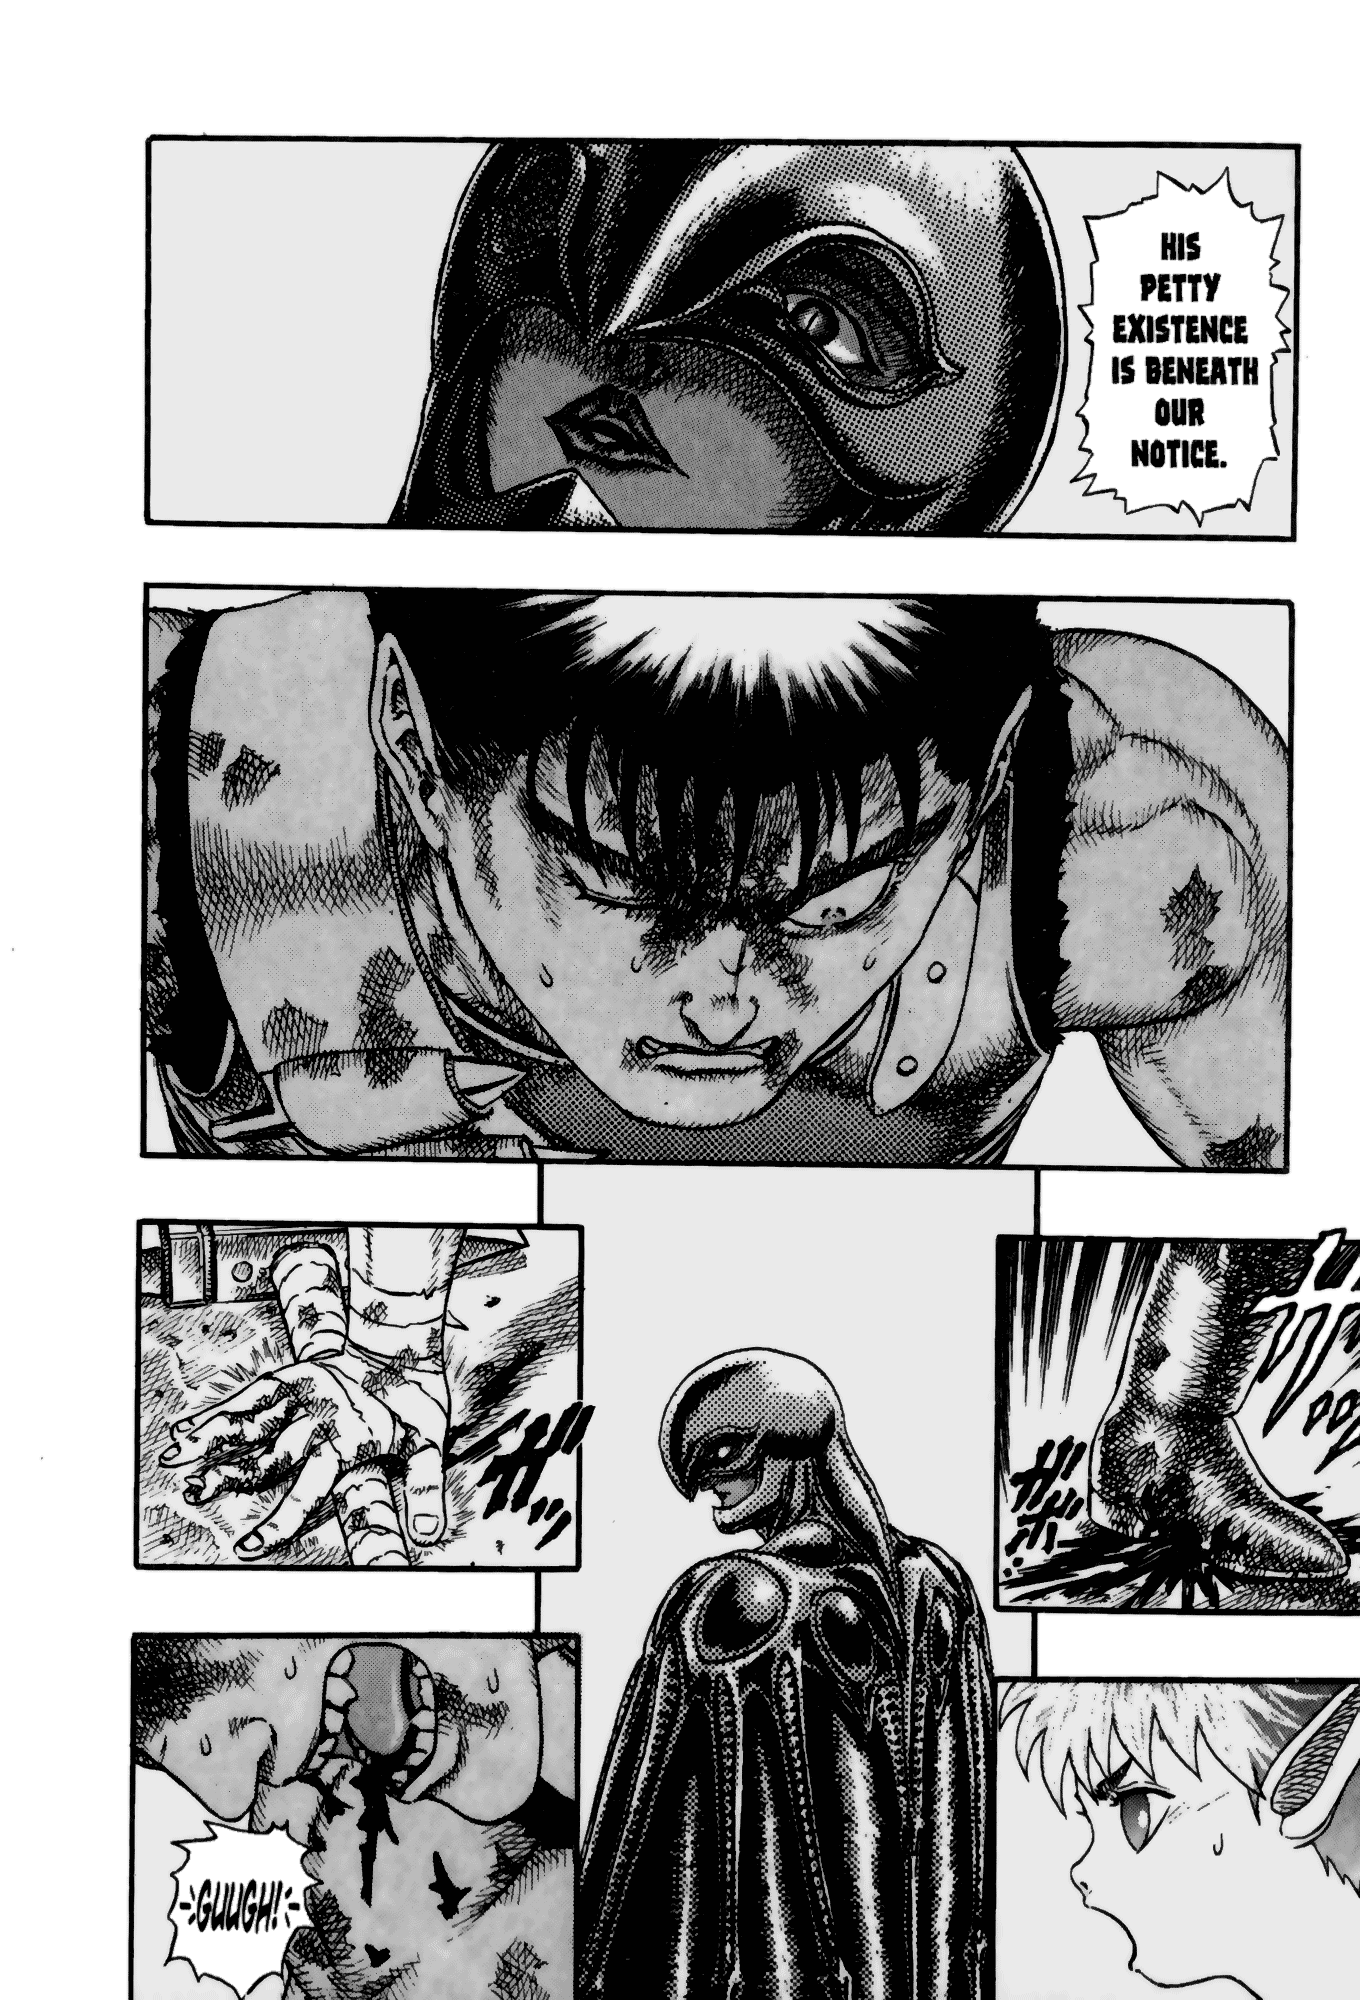 HIS
PETTY
EXISTENCE
IS BENEATH
OUR
NOTICE.
GUUGH!